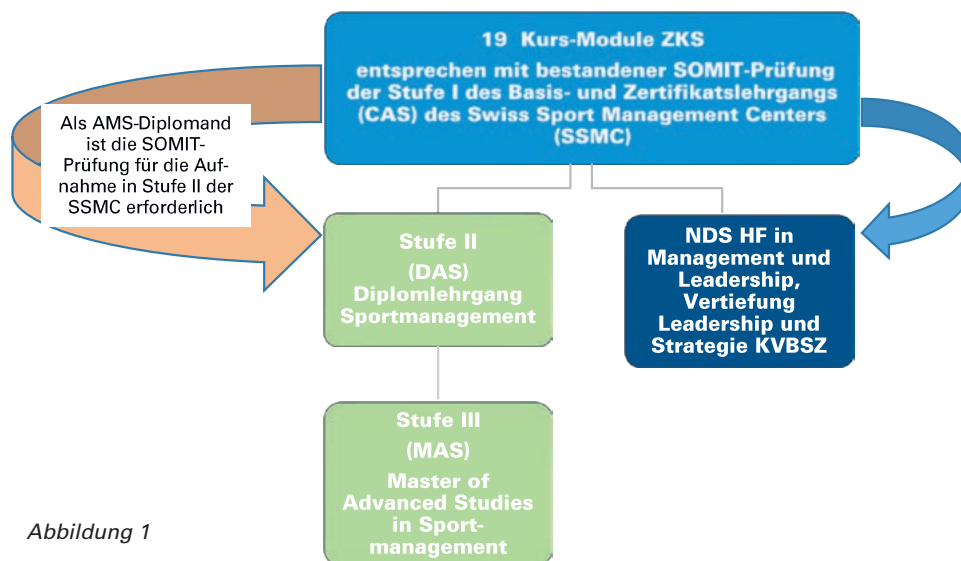 19 Kurs-Module ZKS
entsprechen mit bestandener SOMIT-Prüfung
der Stufe I des Basis- und Zertifikatslehrgangs
(CAS) des Swiss Sport Management Centers
(SSMC)
Als AMS-Diplomand
ist die SOMIT-
Prüfung für die Auf-
nahme in Stufe II der
SSMC erforderlich
Stufe II
(DAS)
Diplomlehrgang
Sportmanagement
NDS HF in
Management und
Leadership,
Vertiefung
Leadership und
Strategie KVBSZ
Stufe III
(MAS)
Master of
Advanced Studies
in Sport-
management
Abbildung 1